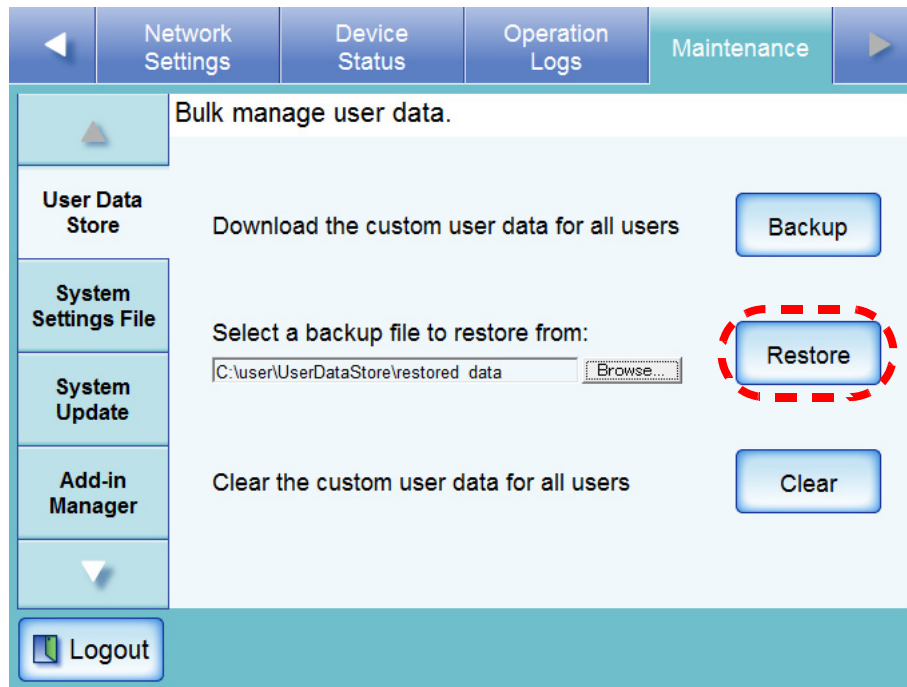 Network
Settings
Device
Status
Operation
Logs
Maintenance
Bulk manage user data.
User Data
Store
System
Settings File
System
Update
Add-in
Manager
Download the custom user data for all users
Backup
Select a backup file to restore from:
C:\user\UserDataStore\restored data
Browse...
Restore
Clear the custom user data for all users
Clear
Logout